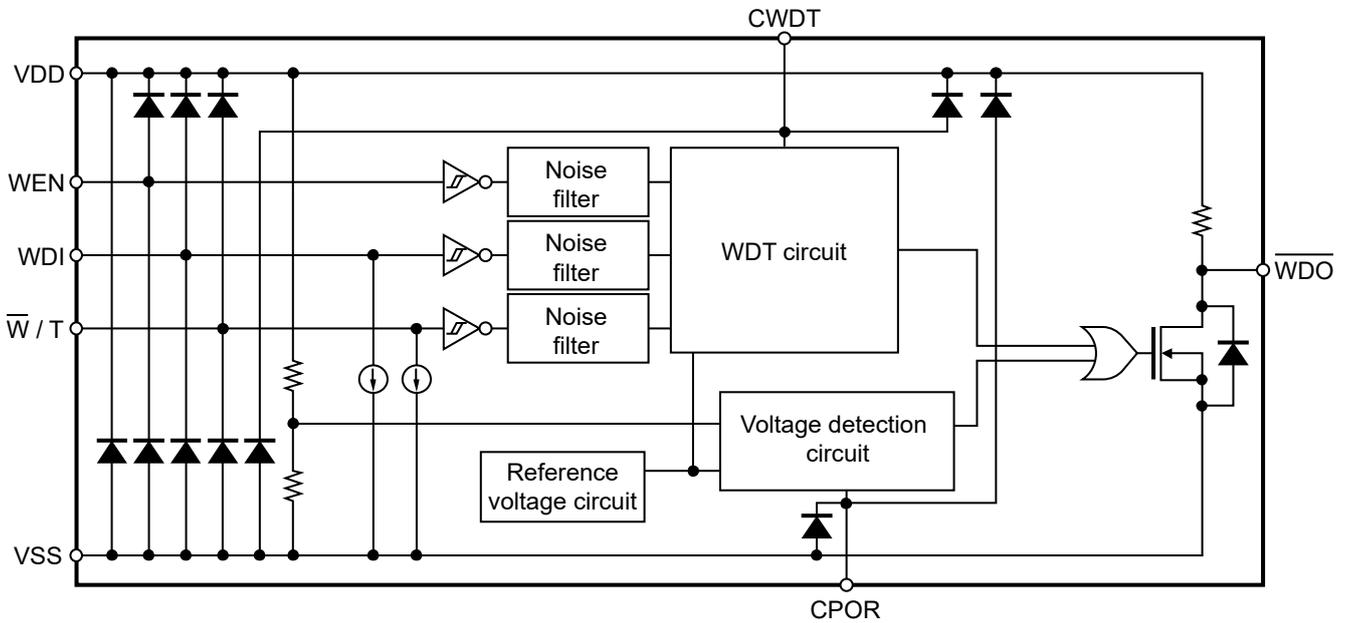 CWDT
VDD
WEN
Noise
filter
WDI
Noise
filter
WDT circuit
WDO
W / T
Noise
filter
Voltage detection
circuit
Reference
voltage circuit
VSS
CPOR